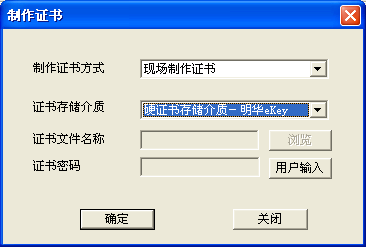 制作证书
制作证书方式 现场制作证书
证书存储介质 硬证书存储介质－明华eKey
证书文件名称 浏览
证书密码 用户输入
确定 关闭